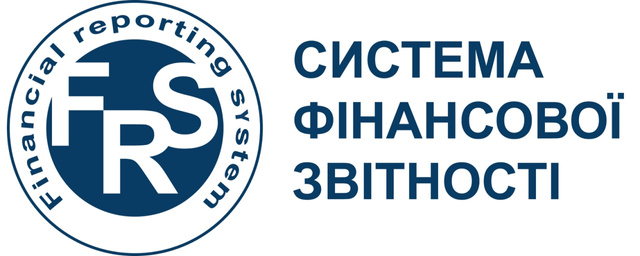 Financial reporting system
FRS
СИСТЕМА
ФІНАНСОВОЇ
ЗВІТНОСТІ